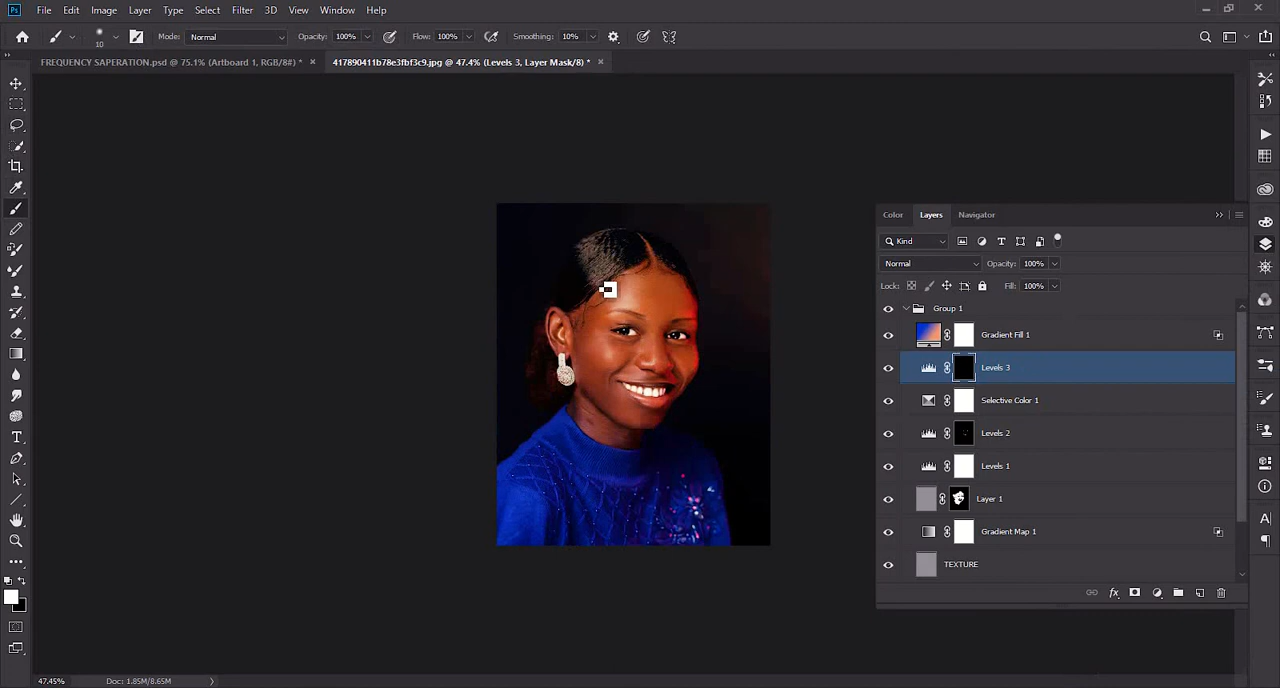 Ps File Edit Image Layer Type Select Filter 3D View Window Help
10 Mode: Normal Opacity: 100% Flow: 100% Smoothing: 10%
FREQUENCY SAPERATION.psd @ 75.1% (Artboard 1, RGB/8#) × 417890411b78e3fbf3c9.jpg @ 47.4% (Levels 3, Layer Mask/8) * ×
Color Layers Navigator
Kind
Normal Opacity: 100%
Lock: Fill: 100%
Group 1
Gradient Fill 1
Levels 3
Selective Color 1
Levels 2
Levels 1
Layer 1
Gradient Map 1
TEXTURE
fx
47.45% Doc: 1.85M/8.65M